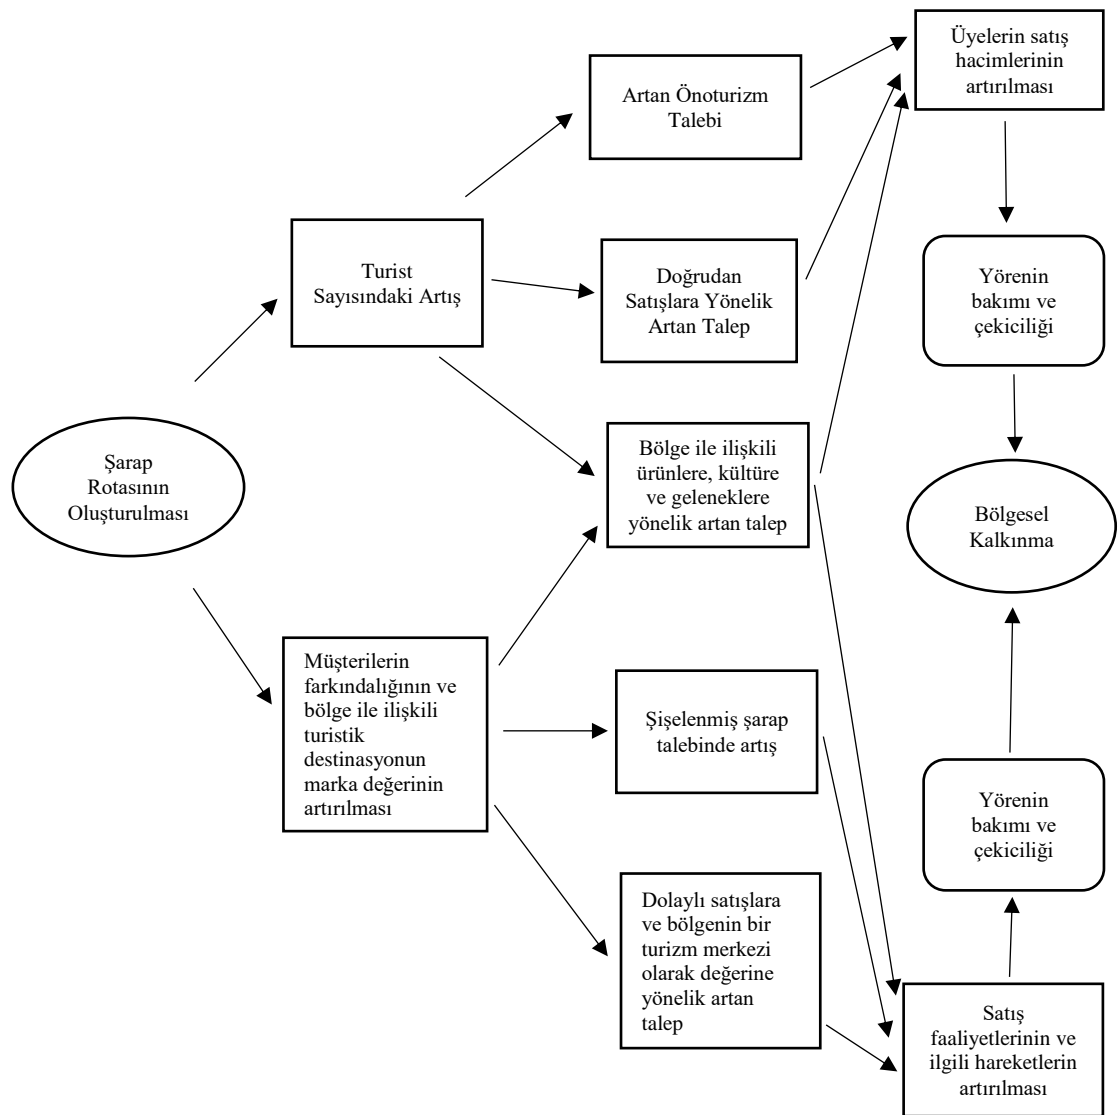 Şarap
Rotasının
Oluşturulması
Turist
Sayısındaki Artış
Müşterilerin
farkındalığının ve
bölge ile ilişkili
turistik
destinasyonun
marka değerinin
artırılması
Artan Önoturizm
Talebi
Doğrudan
Satışlara Yönelik
Artan Talep
Bölge ile ilişkili
ürünlere, kültüre
ve geleneklere
yönelik artan talep
Şişelenmiş şarap
talebinde artış
Dolaylı satışlara
ve bölgenin bir
turizm merkezi
olarak değerine
yönelik artan
talep
Üyelerin satış
hacimlerinin
artırılması
Yörenin
bakımı ve
çekiciliği
Bölgesel
Kalkınma
Yörenin
bakımı ve
çekiciliği
Satış
faaliyetlerinin ve
ilgili hareketlerin
artırılması